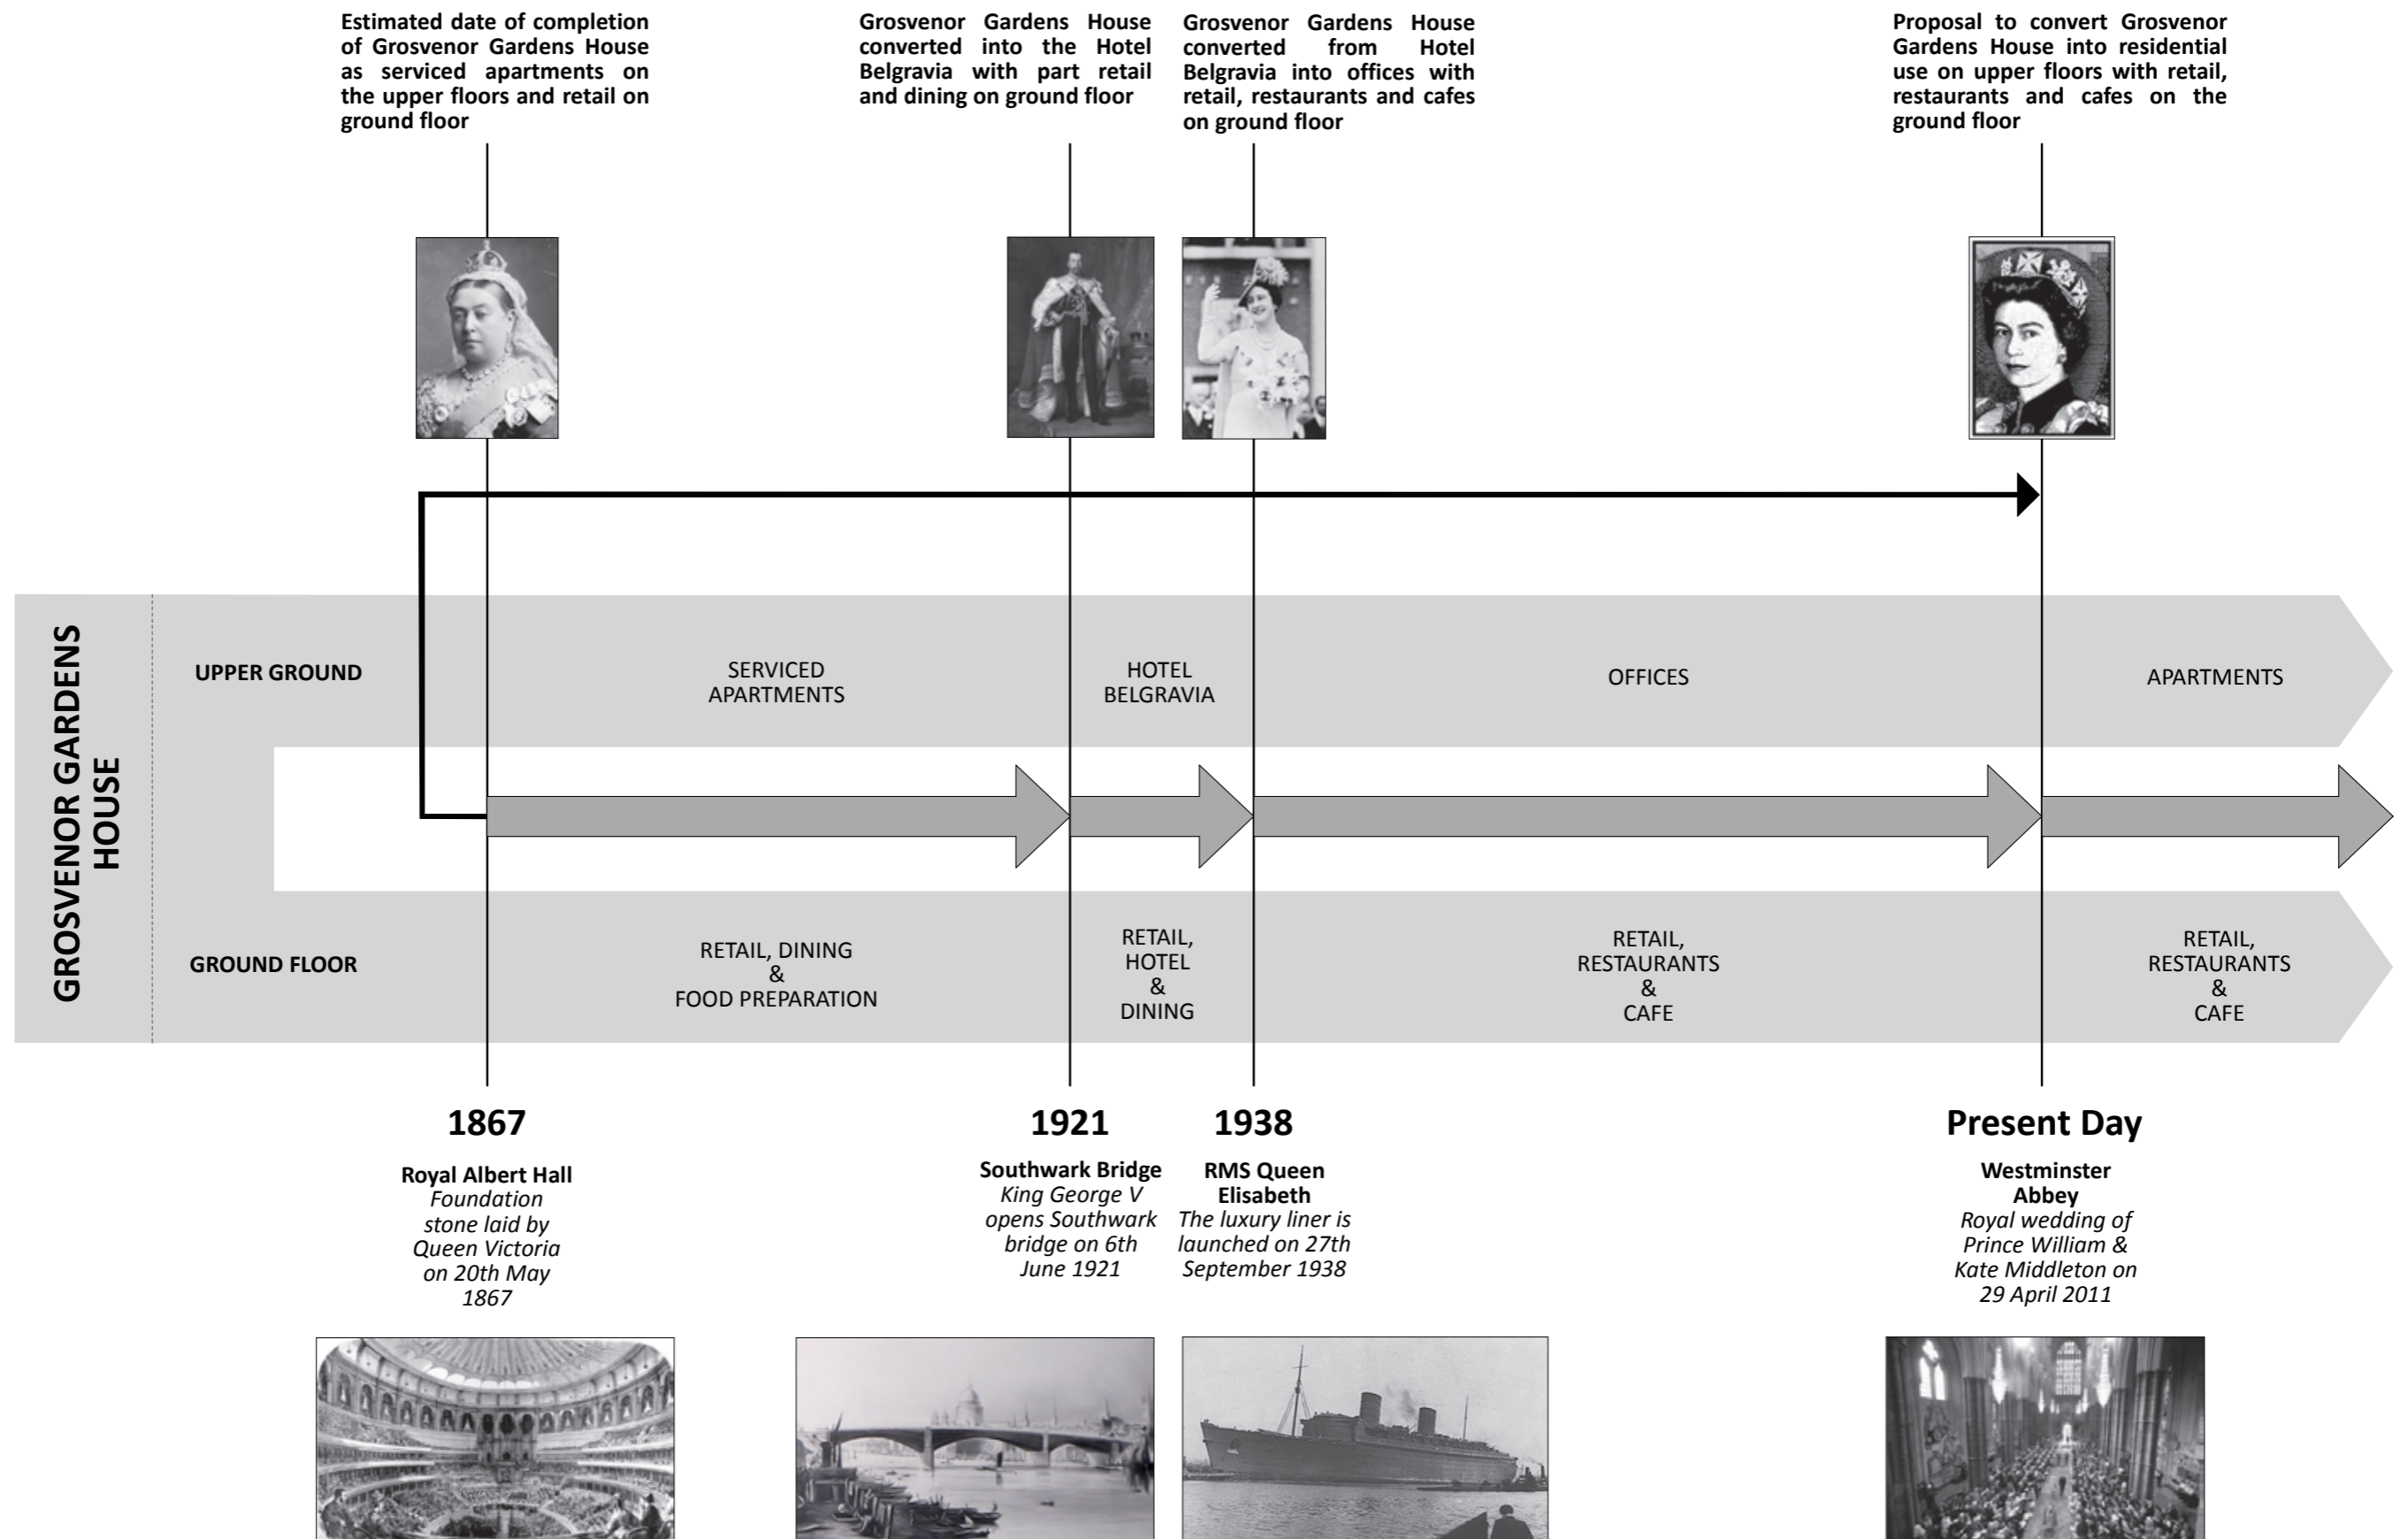 Estimated date of completion
of Grosvenor Gardens House
as serviced apartments on
the upper floors and retail on
ground floor
Grosvenor Gardens House
converted into the Hotel
Belgravia with part retail
and dining on ground floor
Grosvenor Gardens House
converted from Hotel
Belgravia into offices with
retail, restaurants and cafes
on ground floor
Proposal to convert Grosvenor
Gardens House into residential
use on upper floors with retail,
restaurants and cafes on the
ground floor
GROSVENOR GARDENS
HOUSE
UPPER GROUND
SERVICED
APARTMENTS
HOTEL
BELGRAVIA
OFFICES
APARTMENTS
GROUND FLOOR
RETAIL, DINING
&
FOOD PREPARATION
RETAIL,
HOTEL
&
DINING
RETAIL,
RESTAURANTS
&
CAFE
RETAIL,
RESTAURANTS
&
CAFE
1867
Royal Albert Hall
Foundation
stone laid by
Queen Victoria
on 20th May
1867
1921
Southwark Bridge
King George V
opens Southwark
bridge on 6th
June 1921
1938
RMS Queen
Elisabeth
The luxury liner is
launched on 27th
September 1938
Present Day
Westminster
Abbey
Royal wedding of
Prince William &
Kate Middleton on
29 April 2011